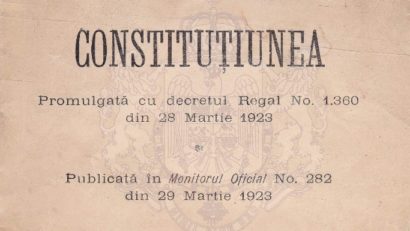 CONSTITUȚIUNEA
Promulgată cu decretul Regal No. 1.360
din 28 Martie 1923
și
Publicată în Monitorul Oficial No. 282
din 29 Martie 1923